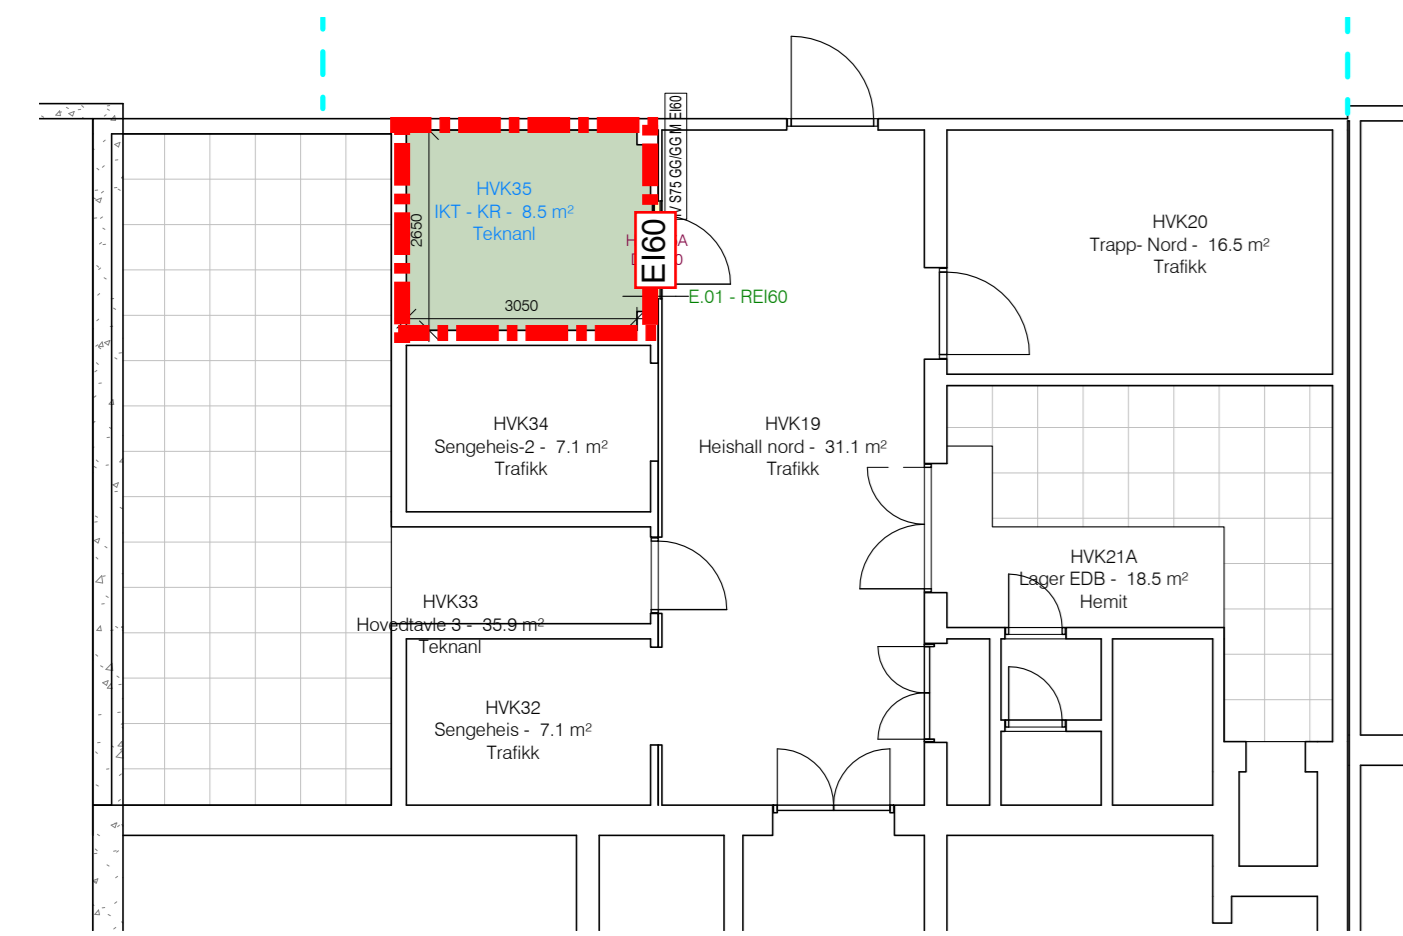 IV S75 GG/GG M EI60
HVK35
IKT - KR - 8.5 m²
Teknanl
2650
EI60
3050
E.01 - REI60
HVK20
Trapp- Nord - 16.5 m²
Trafikk
HVK34
Sengeheis-2 - 7.1 m²
Trafikk
HVK19
Heishall nord - 31.1 m²
Trafikk
HVK21A
Lager EDB - 18.5 m²
Hemit
HVK33
Hovedtavle 3 - 35.9 m²
Teknanl
HVK32
Sengeheis - 7.1 m²
Trafikk